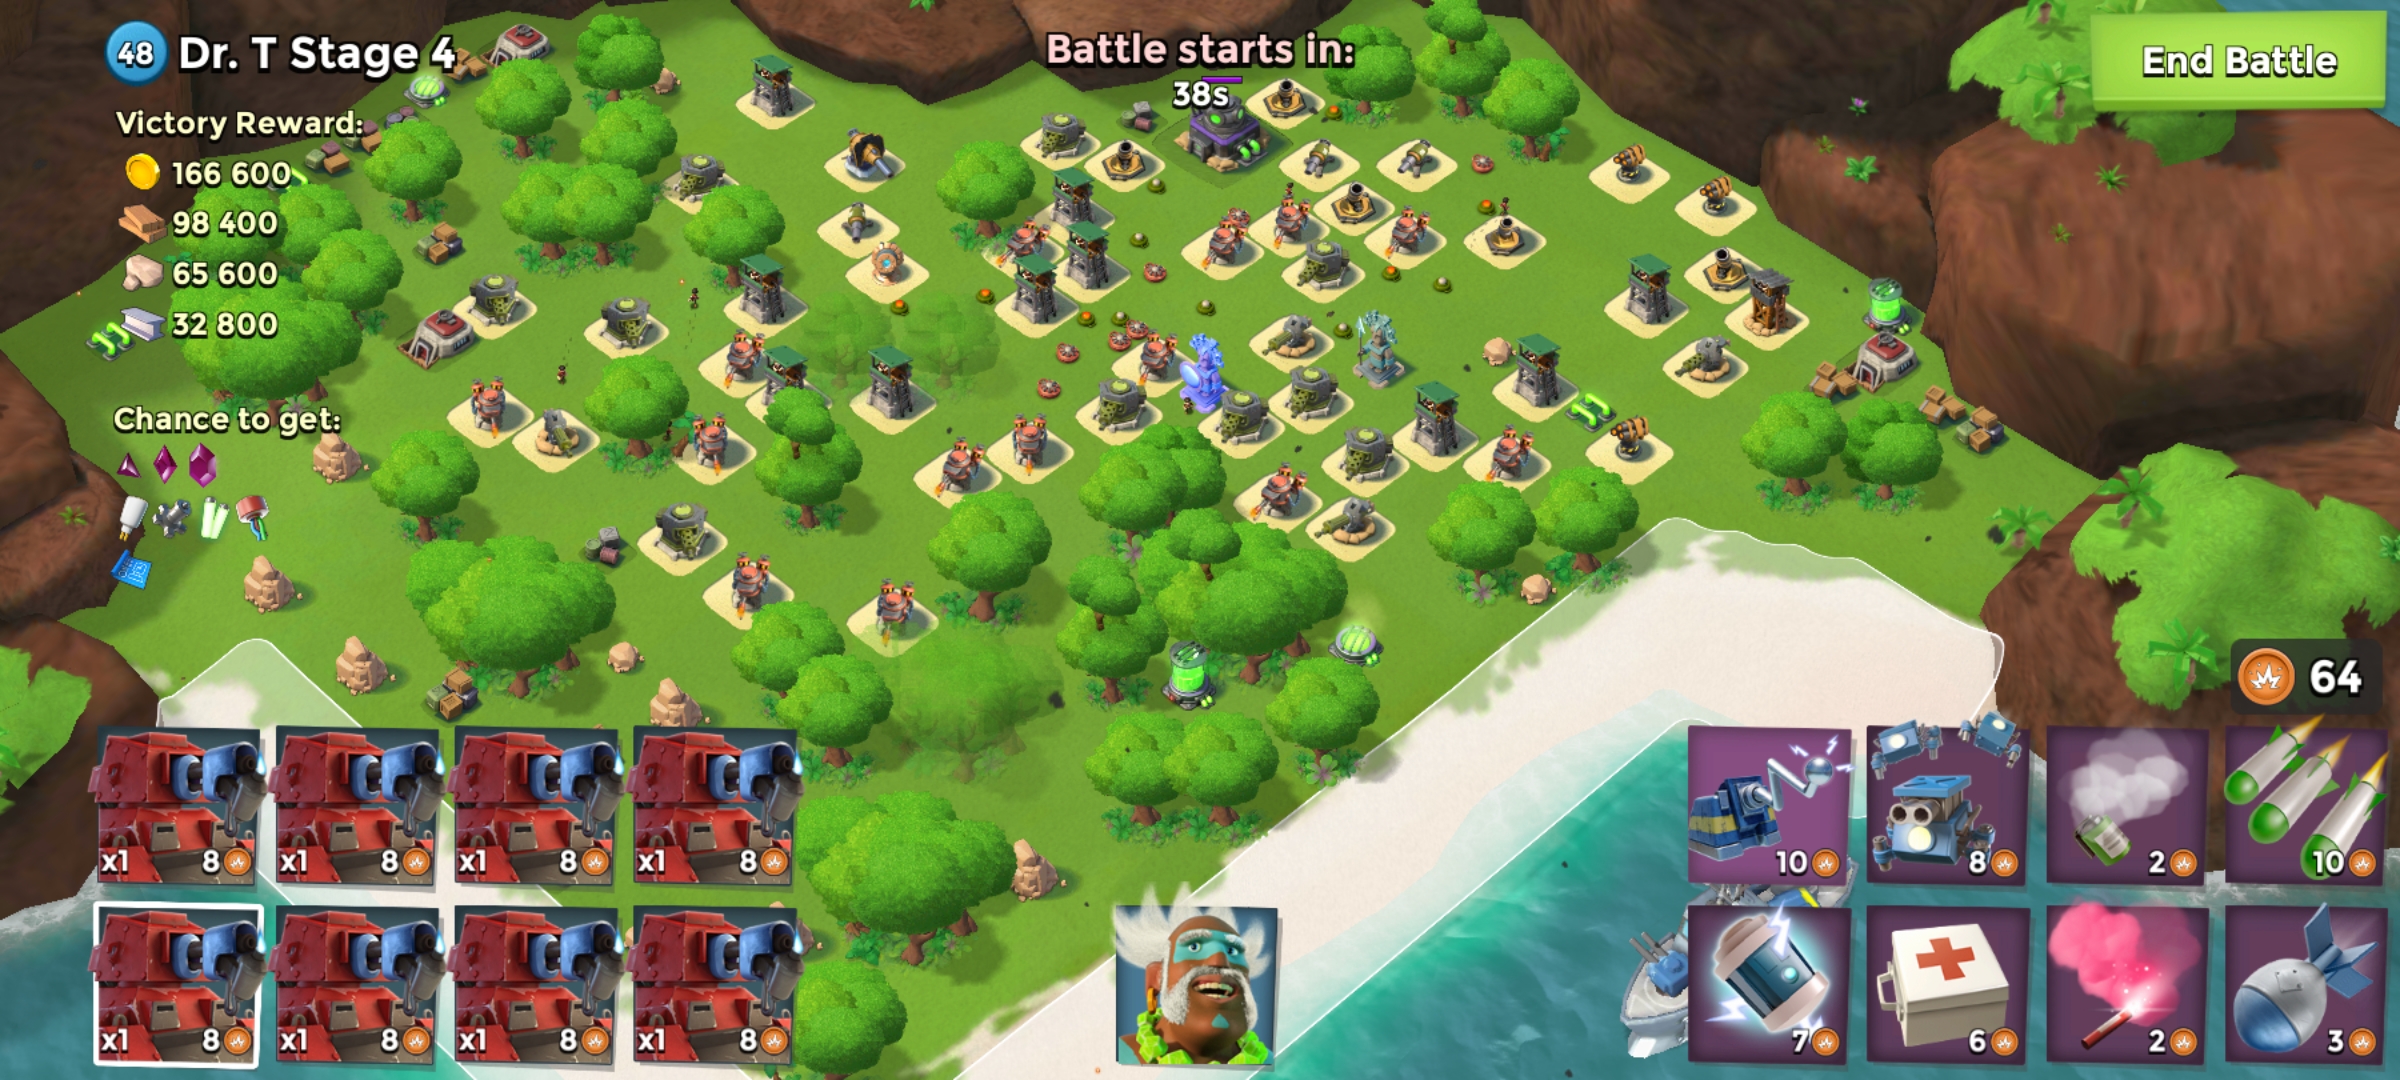 48 Dr. T Stage 4
Battle starts in:
38s
End Battle
Victory Reward:
166 600
98 400
65 600
32 800
Chance to get:
64
x1 8
x1 8
x1 8
x1 8
10
8
2
10
x1 8
x1 8
x1 8
x1 8
7
6
2
3